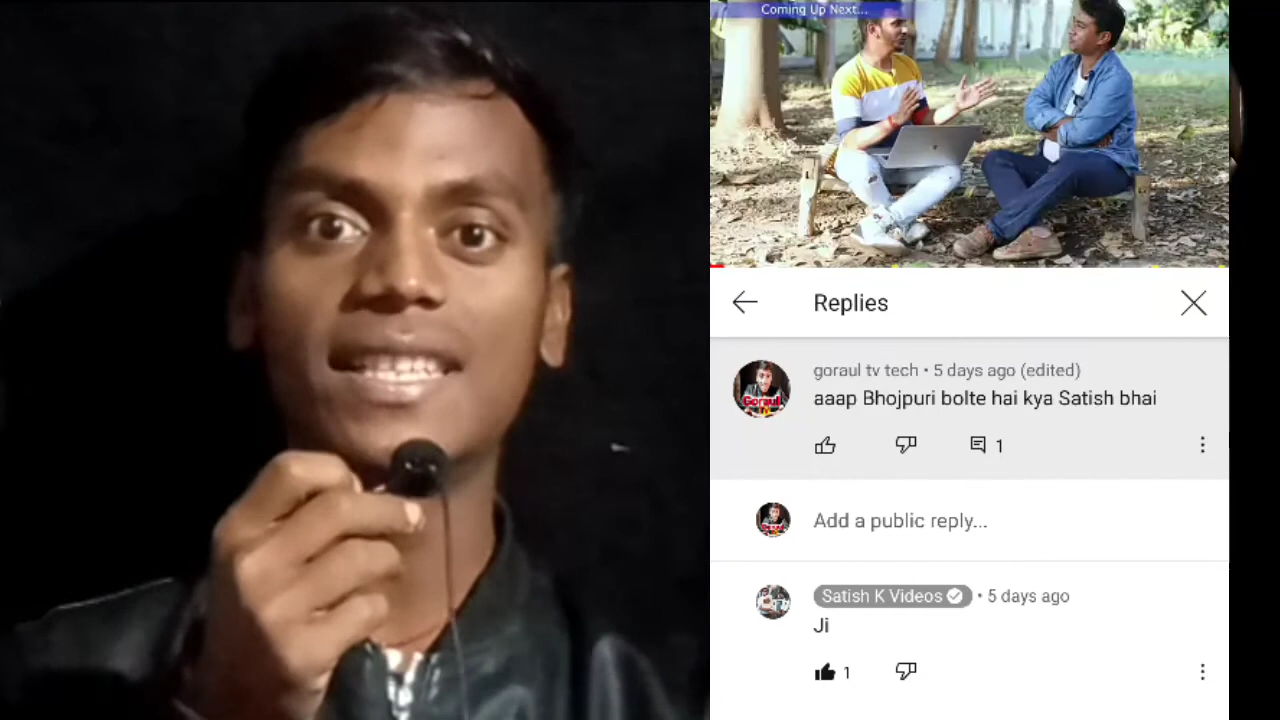 Coming Up Next...
Replies
goraul tv tech • 5 days ago (edited)
aaap Bhojpuri bolte hai kya Satish bhai
1
Goraul
Add a public reply...
Satish K Videos • 5 days ago
Ji
1